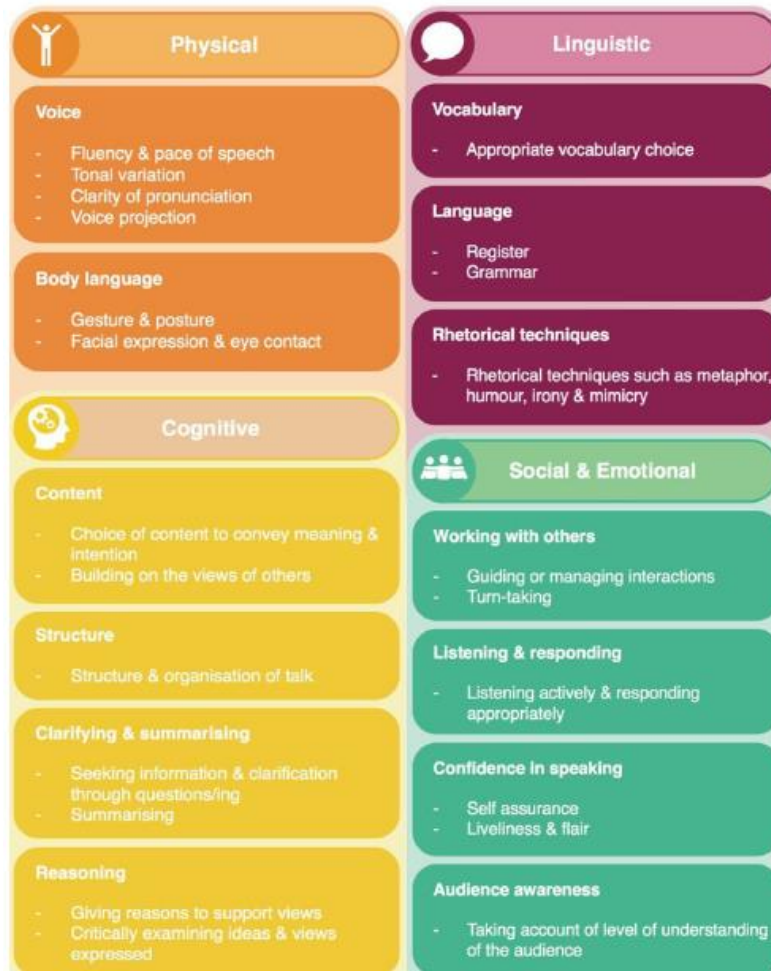 Physical
Voice
- Fluency & pace of speech
- Tonal variation
- Clarity of pronunciation
- Voice projection
Body language
- Gesture & posture
- Facial expression & eye contact
Cognitive
Content
- Choice of content to convey meaning &
intention
- Building on the views of others
Structure
- Structure & organisation of talk
Clarifying & summarising
- Seeking information & clarification
through questions/ing
- Summarising
Reasoning
- Giving reasons to support views
- Critically examining ideas & views
expressed
Linguistic
Vocabulary
- Appropriate vocabulary choice
Language
- Register
- Grammar
Rhetorical techniques
- Rhetorical techniques such as metaphor,
humour, irony & mimicry
Social & Emotional
Working with others
- Guiding or managing interactions
- Turn-taking
Listening & responding
- Listening actively & responding
appropriately
Confidence in speaking
- Self assurance
- Liveliness & flair
Audience awareness
- Taking account of level of understanding
of the audience